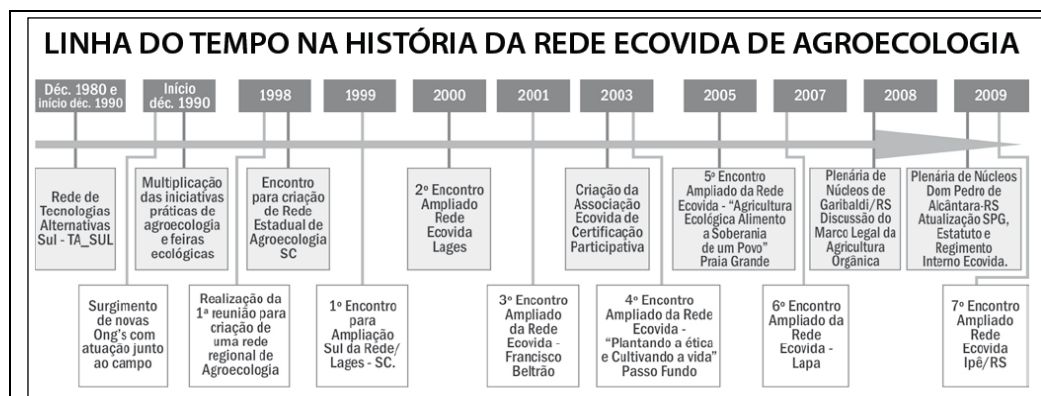 LINHA DO TEMPO NA HISTÓRIA DA REDE ECOVIDA DE AGROECOLOGIA
Déc. 1980 e
início déc. 1990
Início
déc. 1990
1998
1999
2000
2001
2003
2005
2007
2008
2009
Rede de
Tecnologias
Alternativas
Sul - TA_SUL
Multiplicação
das iniciativas
práticas de
agroecologia
e feiras
ecológicas
Encontro
para criação
de Rede
Estadual de
Agroecologia
SC
2º Encontro
Ampliado
Rede
Ecovida
Lages
Criação da
Associação
Ecovida de
Certificação
Participativa
5º Encontro
Ampliado da Rede
Ecovida - “Agricultura
Ecológica Alimento
a Soberania
de um Povo”
Praia Grande
Plenária de
Núcleos de
Garibaldi/RS
Discussão do
Marco Legal da
Agricultura
Orgânica
Plenária de Núcleos
Dom Pedro de
Alcântara-RS
Atualização SPG,
Estatuto e
Regimento
Interno Ecovida.
Surgimento
de novas
Ong's com
atuação junto
ao campo
Realização da
1ª reunião para
criação de
uma rede
regional de
Agroecologia
1º Encontro
para
Ampliação
Sul da Rede/
Lages - SC.
3º Encontro
Ampliado
da Rede
Ecovida -
Francisco
Beltrão
4º Encontro
Ampliado da Rede
Ecovida -
“Plantando a ética
e Cultivando a vida”
Passo Fundo
6º Encontro
Ampliado da
Rede
Ecovida -
Lapa
7º Encontro
Ampliado
Rede
Ecovida
Ipê/RS